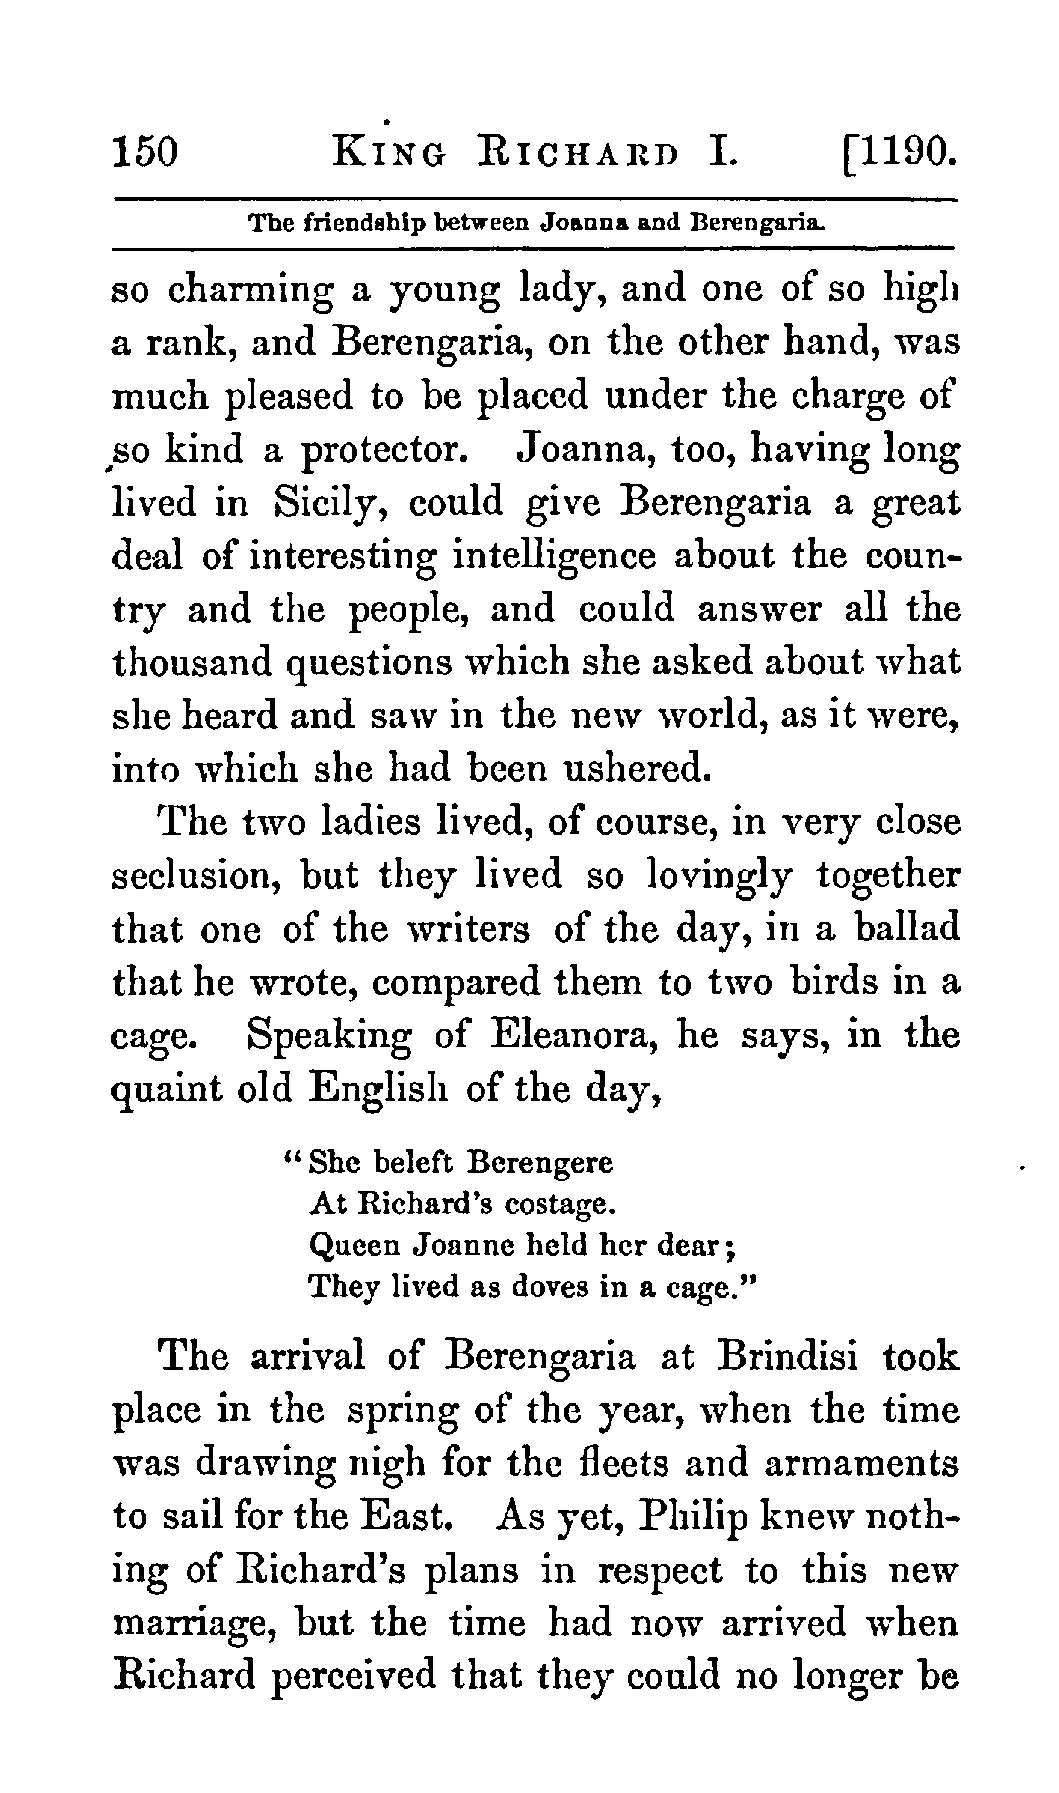 150 KING RICHARD I. [1190.
The friendship between Joanna and Berengaria.
so charming a young lady, and one of so high
a rank, and Berengaria, on the other hand, was
much pleased to be placed under the charge of
so kind a protector. Joanna, too, having long
lived in Sicily, could give Berengaria a great
deal of interesting intelligence about the coun-
try and the people, and could answer all the
thousand questions which she asked about what
she heard and saw in the new world, as it were,
into which she had been ushered.
The two ladies lived, of course, in very close
seclusion, but they lived so lovingly together
that one of the writers of the day, in a ballad
that he wrote, compared them to two birds in a
cage. Speaking of Eleanora, he says, in the
quaint old English of the day,
“She beleft Berengere
At Richard’s costage.
Queen Joanne held her dear;
They lived as doves in a cage.”
The arrival of Berengaria at Brindisi took
place in the spring of the year, when the time
was drawing nigh for the fleets and armaments
to sail for the East. As yet, Philip knew noth-
ing of Richard’s plans in respect to this new
marriage, but the time had now arrived when
Richard perceived that they could no longer be